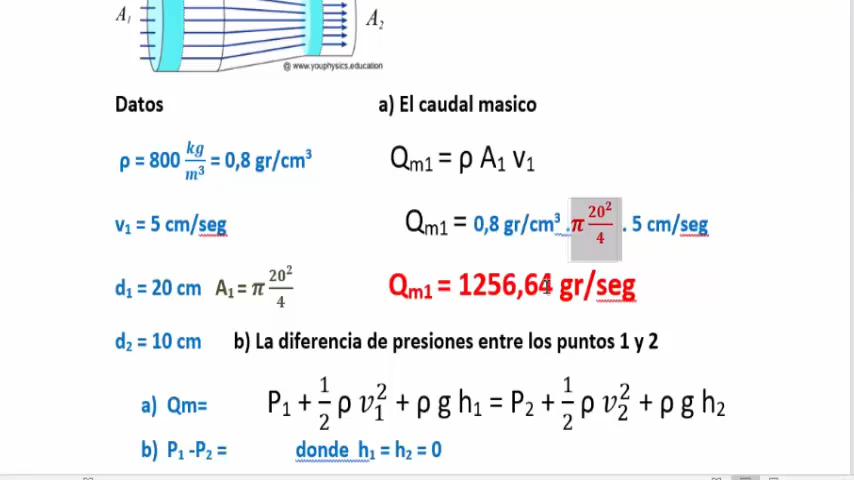 A₁ A₂
@ www.youphysics.education
Datos a) El caudal masico
ρ = 800 kg/m³ = 0,8 gr/cm³ Qm1 = ρ A₁ v₁
v₁ = 5 cm/seg Qm1 = 0,8 gr/cm³ . π 20²/4 . 5 cm/seg
d₁ = 20 cm A₁ = π 20²/4 Qm1 = 1256,64 gr/seg
d₂ = 10 cm b) La diferencia de presiones entre los puntos 1 y 2
a) Qm= P₁ + 1/2 ρ v₁² + ρ g h₁ = P₂ + 1/2 ρ v₂² + ρ g h₂
b) P₁ -P₂ = donde h₁ = h₂ = 0